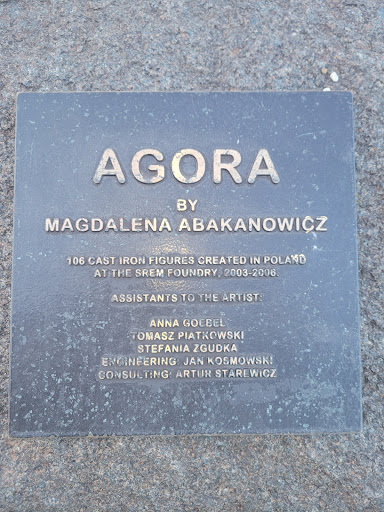 AGORA
BY
MAGDALENA ABAKANOWICZ
106 CAST IRON FIGURES CREATED IN POLAND
AT THE SREM FOUNDRY, 2003-2006.
ASSISTANTS TO THE ARTIST:
ANNA GOEBEL
TOMASZ PIATKOWSKI
STEFANIA ZGUDKA
ENGINEERING: JAN KOSMOWSKI
CONSULTING: ARTUR STAREWICZ